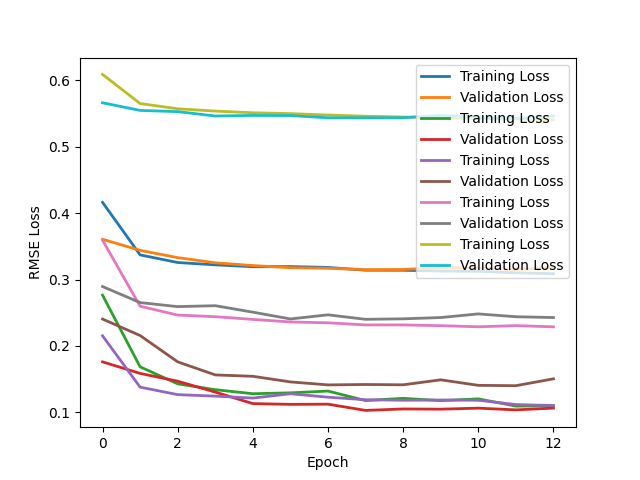 0.6
0.5
0.4
0.3
0.2
0.1
RMSE Loss
Training Loss
Validation Loss
Training Loss
Validation Loss
Training Loss
Validation Loss
Training Loss
Validation Loss
Training Loss
Validation Loss
0 2 4 6 8 10 12
Epoch